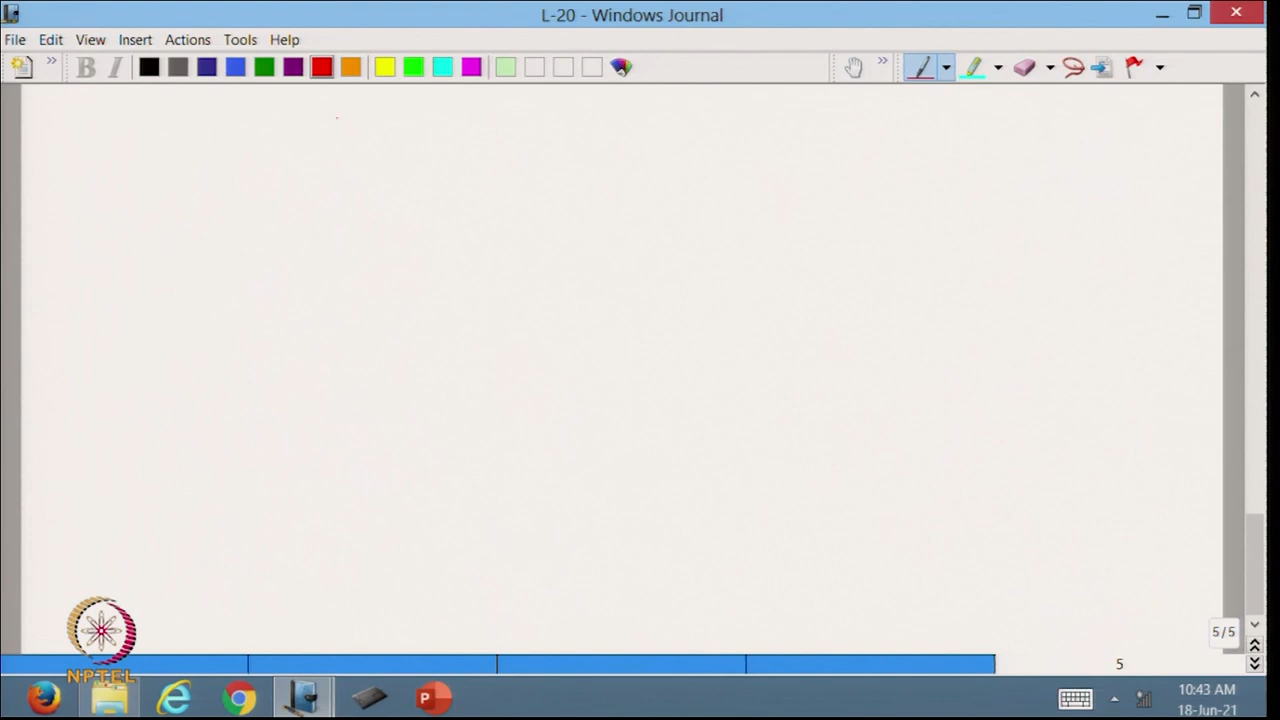 L-20 - Windows Journal
File Edit View Insert Actions Tools Help
B I
5/5
5
NPTEL
10:43 AM
18-Jun-21